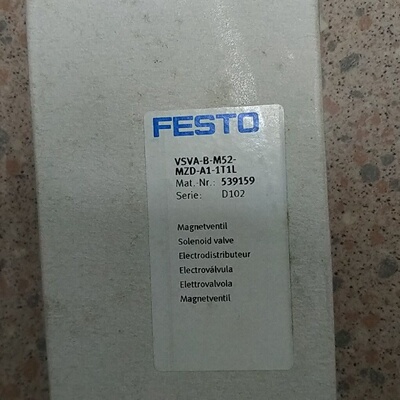 FESTO
VSVA-B-M52-
MZD-A1-1T1L
Mat.-Nr.: 539159
Serie: D102
Magnetventil
Solenoid valve
Electrodistributeur
Electroválvula
Elettrovalvola
Magnetventil